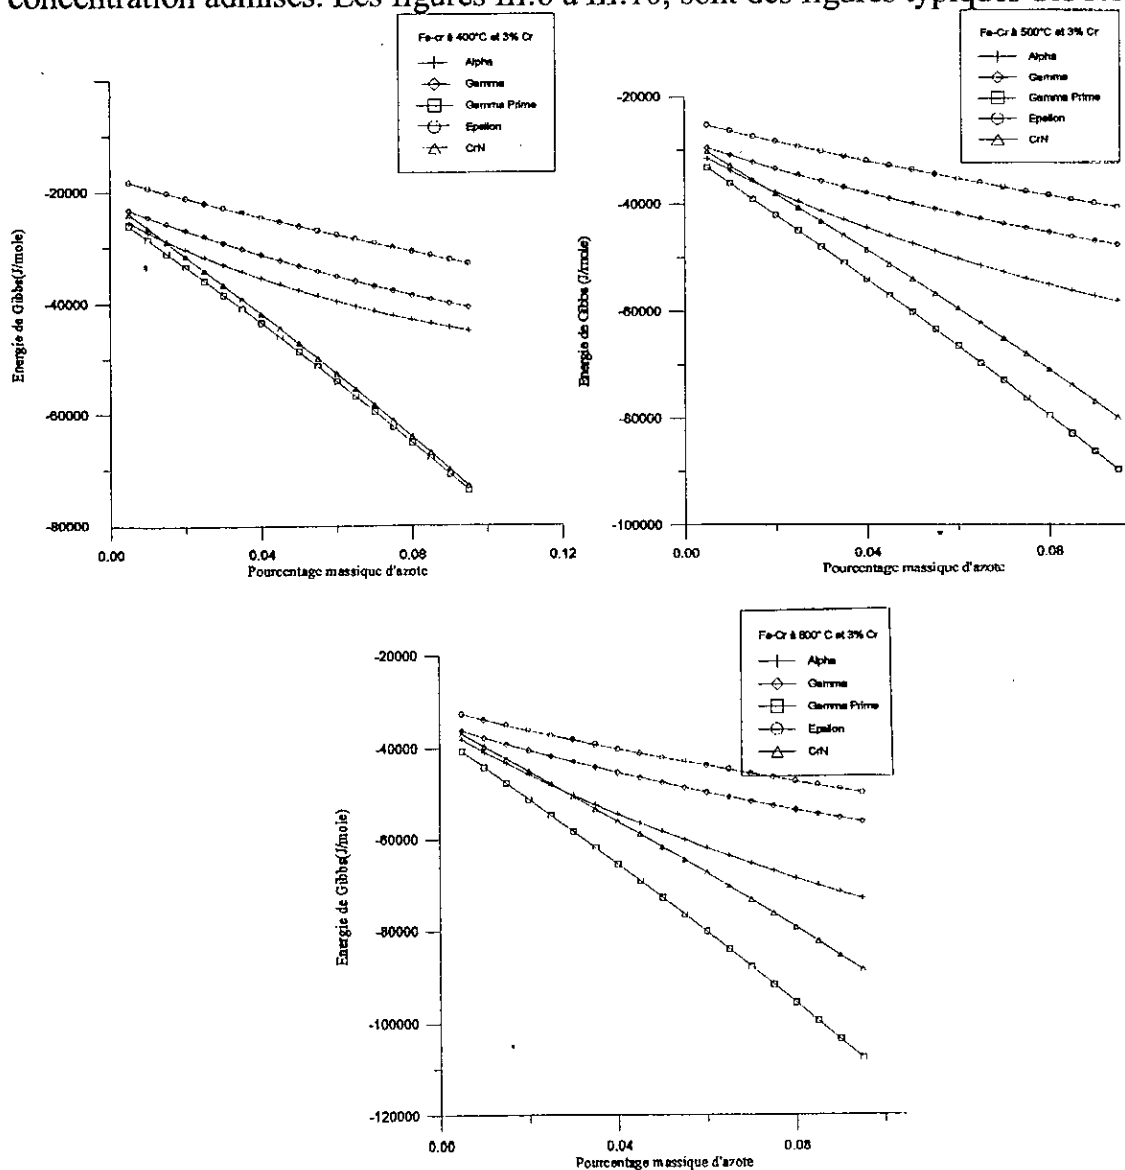 concentration admises. Les figures III.6 à III.10, sont des figures typiques des
Fe-cr à 400°C et 3% Cr
Alpha
Gamma
Gamma Prime
Epsilon
CrN
-20000
-40000
-60000
-80000
Energie de Gibbs(J/mole)
0.00
0.04
0.08
0.12
Pourcentage massique d'azote
Fe-Cr à 500°C et 3% Cr
Alpha
Gamma
Gamma Prime
Epsilon
CrN
-20000
-40000
-60000
-80000
-100000
Energie de Gibbs (J/mole)
0.00
0.04
0.08
Pourcentage massique d'azote
Fe-Cr à 600° C et 3% Cr
Alpha
Gamma
Gamma Prime
Epsilon
CrN
-20000
-40000
-60000
-80000
-100000
-120000
Energie de Gibbs(J/mole)
0.00
0.04
0.08
Pourcentage massique d'azote